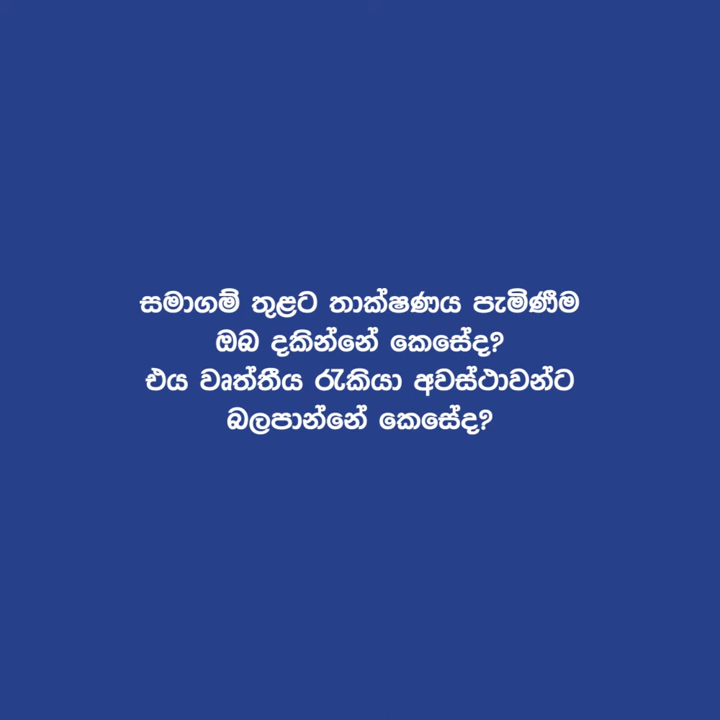 සමාගම් තුළට තාක්ෂණය පැමිණීම
ඔබ දකින්නේ කෙසේද?
එය වෘත්තීය රැකියා අවස්ථාවන්ට
බලපාන්නේ කෙසේද?